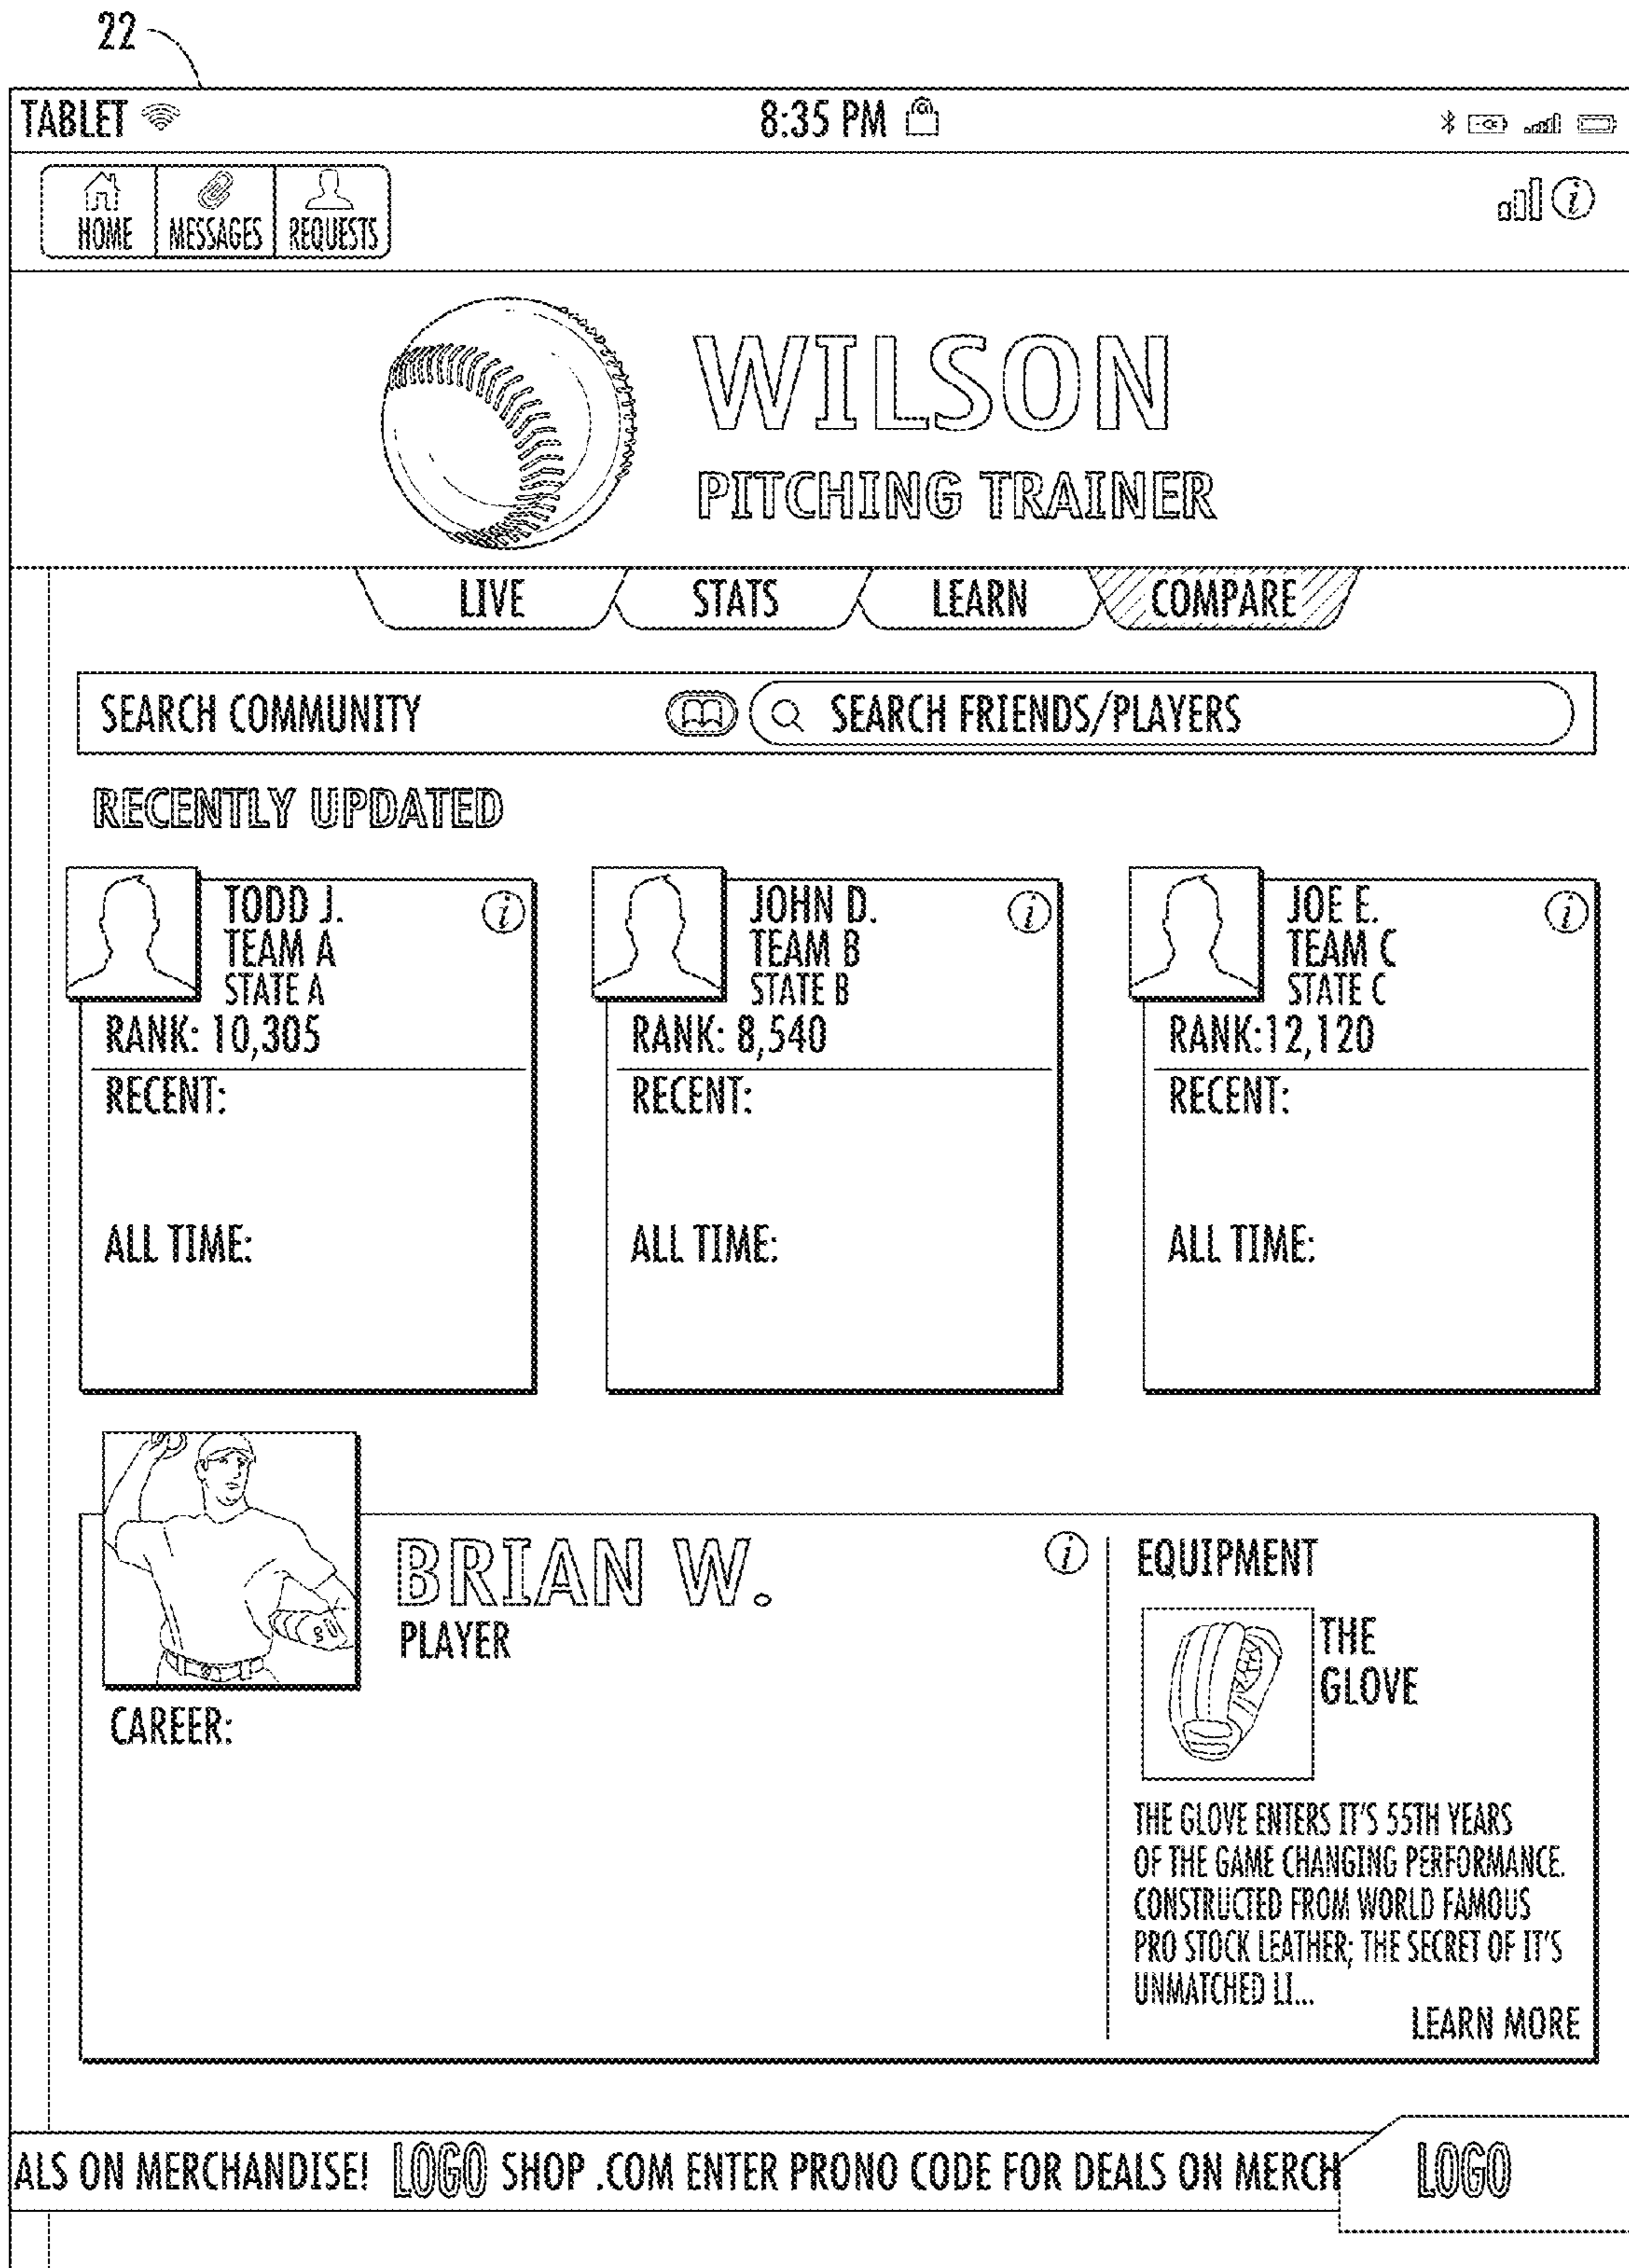 22
TABLET 8:35 PM
HOME MESSAGES REQUESTS
WILSON
PITCHING TRAINER
LIVE STATS LEARN COMPARE
SEARCH COMMUNITY SEARCH FRIENDS/PLAYERS
RECENTLY UPDATED
TODD J.
TEAM A
STATE A
RANK: 10,305
RECENT:
ALL TIME:
JOHN D.
TEAM B
STATE B
RANK: 8,540
RECENT:
ALL TIME:
JOE E.
TEAM C
STATE C
RANK:12,120
RECENT:
ALL TIME:
BRIAN W.
PLAYER
CAREER:
EQUIPMENT
THE
GLOVE
THE GLOVE ENTERS IT'S 55TH YEARS
OF THE GAME CHANGING PERFORMANCE.
CONSTRUCTED FROM WORLD FAMOUS
PRO STOCK LEATHER; THE SECRET OF IT'S
UNMATCHED LI...
LEARN MORE
ALS ON MERCHANDISE! LOGO SHOP .COM ENTER PRONO CODE FOR DEALS ON MERCH LOGO